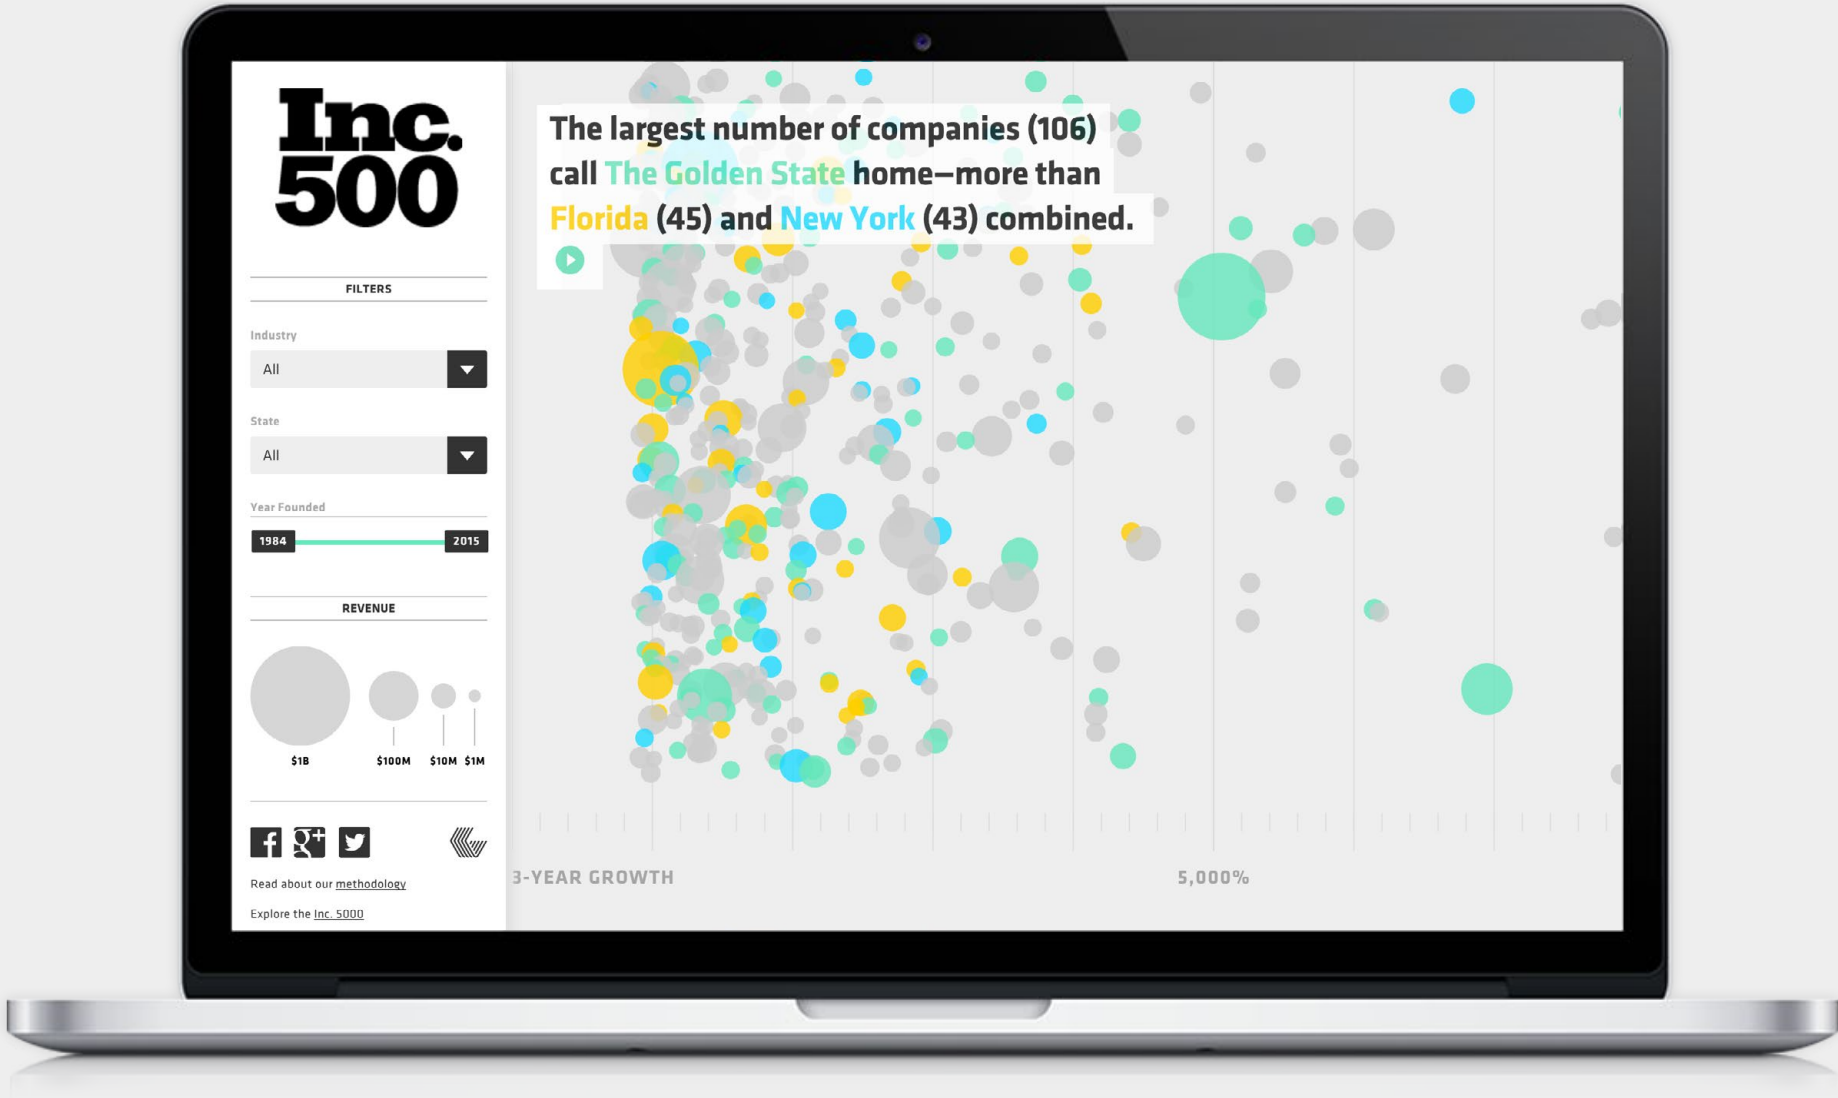 Inc.
500
FILTERS
Industry
All
State
All
Year Founded
1984 2015
REVENUE
$1B $100M $10M $1M
Read about our methodology
Explore the Inc. 5000
The largest number of companies (106)
call The Golden State home—more than
Florida (45) and New York (43) combined.
3-YEAR GROWTH 5,000%